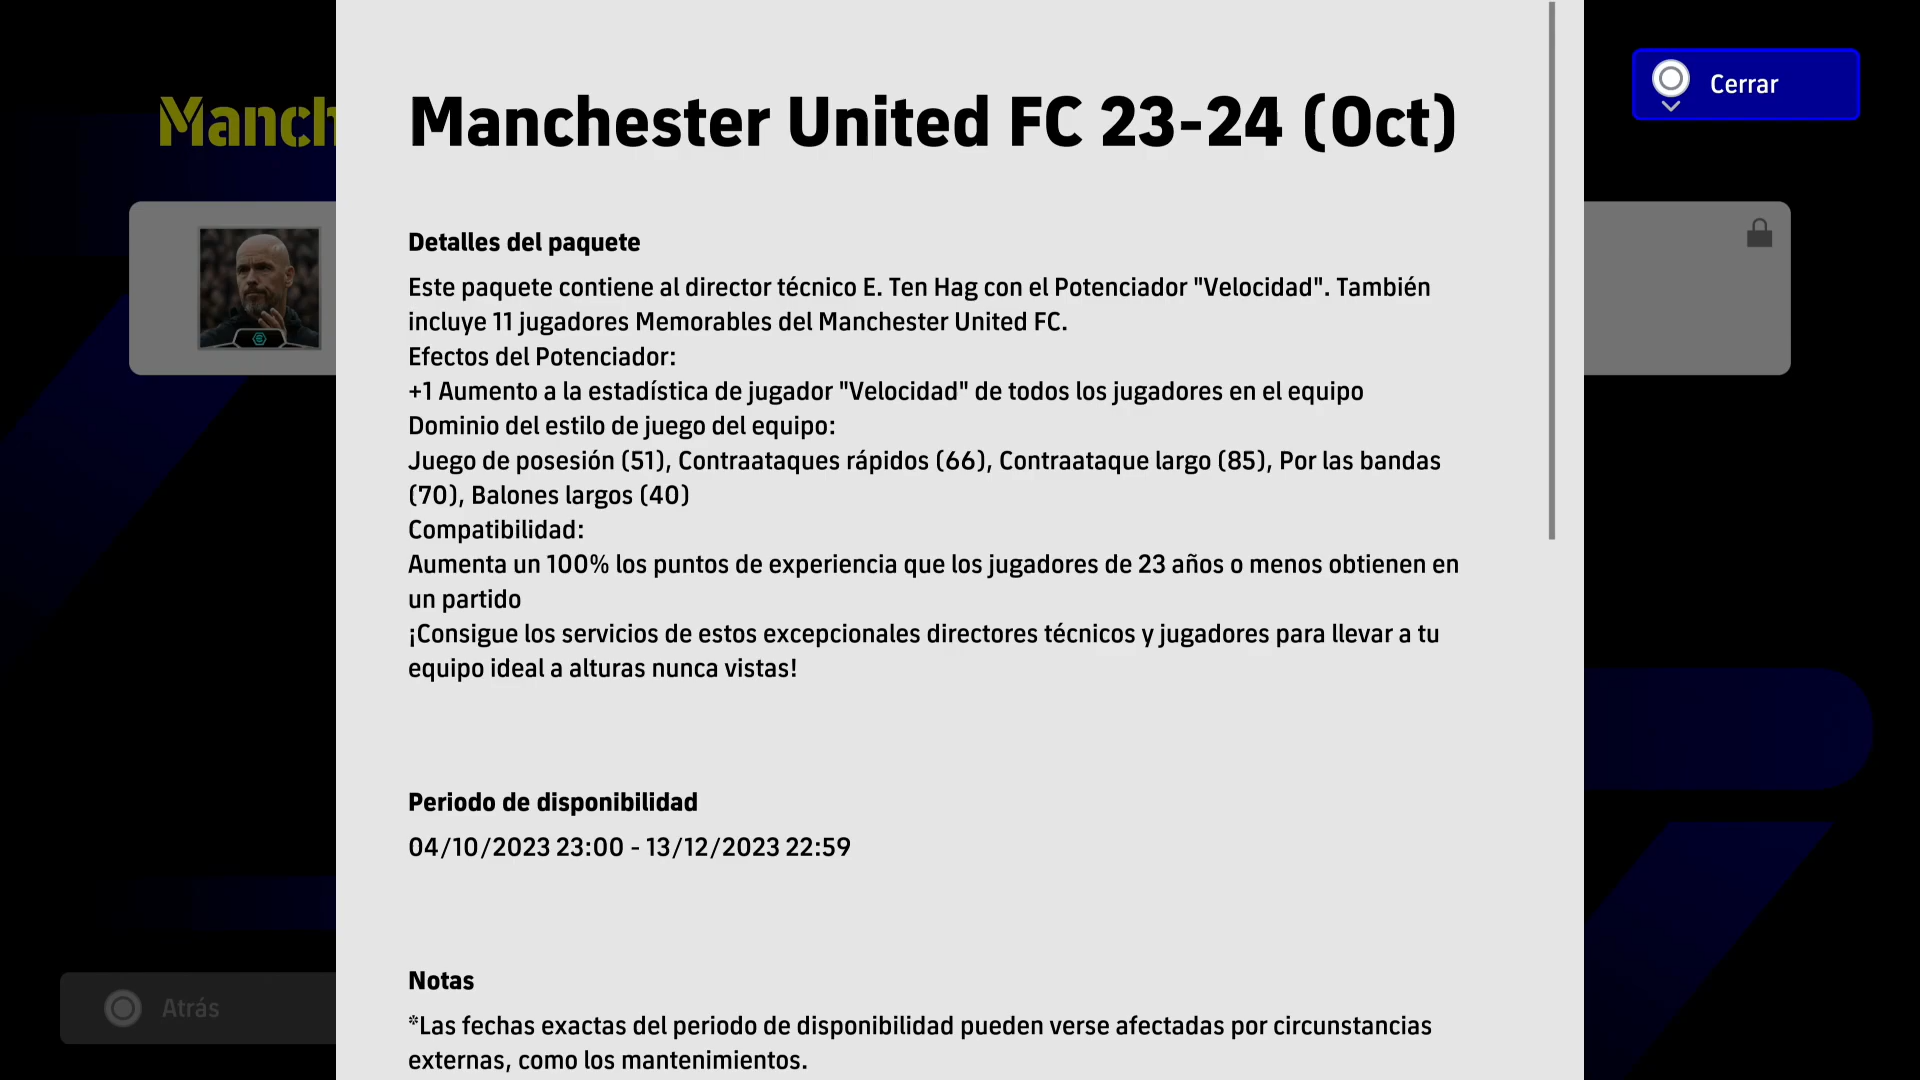 Manch
Manchester United FC 23-24 (Oct)
Cerrar
Detalles del paquete
Este paquete contiene al director técnico E. Ten Hag con el Potenciador "Velocidad". También
incluye 11 jugadores Memorables del Manchester United FC.
Efectos del Potenciador:
+1 Aumento a la estadística de jugador "Velocidad" de todos los jugadores en el equipo
Dominio del estilo de juego del equipo:
Juego de posesión (51), Contraataques rápidos (66), Contraataque largo (85), Por las bandas
(70), Balones largos (40)
Compatibilidad:
Aumenta un 100% los puntos de experiencia que los jugadores de 23 años o menos obtienen en
un partido
¡Consigue los servicios de estos excepcionales directores técnicos y jugadores para llevar a tu
equipo ideal a alturas nunca vistas!
Periodo de disponibilidad
04/10/2023 23:00 - 13/12/2023 22:59
Notas
*Las fechas exactas del periodo de disponibilidad pueden verse afectadas por circunstancias
externas, como los mantenimientos.
Atrás